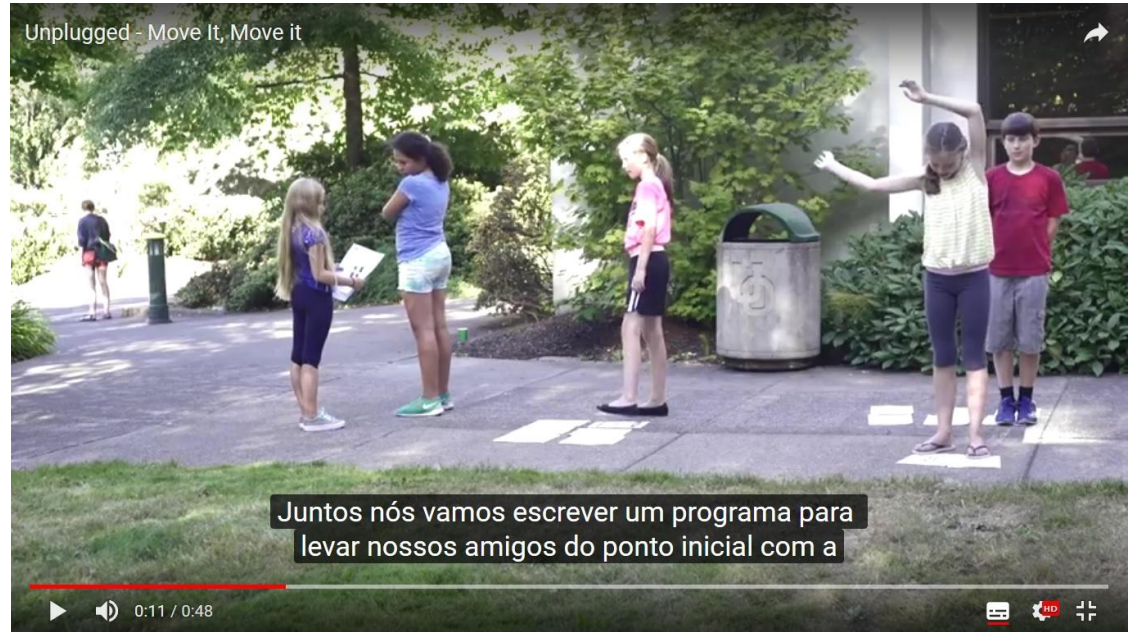 Unplugged - Move It, Move it
Juntos nós vamos escrever um programa para
levar nossos amigos do ponto inicial com a
0:11 / 0:48
HD